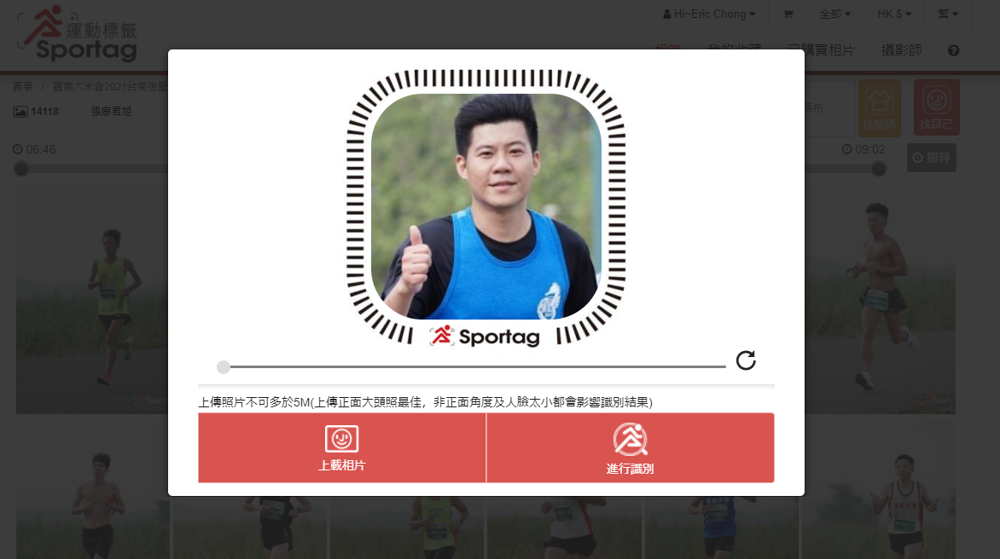 運動標籤
Sportag
Hi~Eric Chong
全部
HK $
繁
相簿
我的收藏
已購買相片
攝影師
賽事 / 嘉南大米倉2021台南後壁
14118
張廖君旭
06:46
09:02
找號碼
找自己
搜尋
Sportag
上傳照片不可多於5M(上傳正面大頭照最佳，非正面角度及人臉太小都會影響識別結果)
上載相片
進行識別